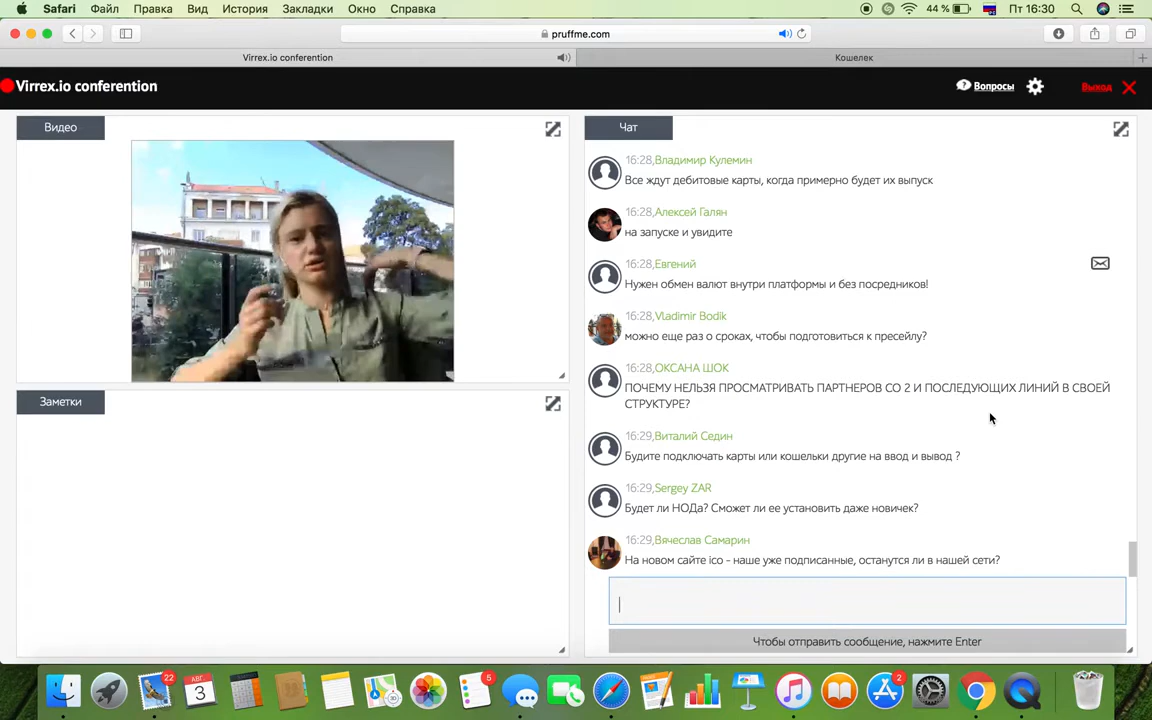 Safari Файл Правка Вид История Закладки Окно Справка 44 % Пт 16:30
pruffme.com
Virrex.io conferention Кошелек
Virrex.io conferention Вопросы Выход
Видео
Чат
16:28,Владимир Кулемин
Все ждут дебитовые карты, когда примерно будет их выпуск
16:28,Алексей Галян
на запуске и увидите
16:28,Евгений
Нужен обмен валют внутри платформы и без посредников!
16:28,Vladimir Bodik
можно еще раз о сроках, чтобы подготовиться к пресейлу?
16:28,ОКСАНА ШОК
ПОЧЕМУ НЕЛЬЗЯ ПРОСМАТРИВАТЬ ПАРТНЕРОВ СО 2 И ПОСЛЕДУЮЩИХ ЛИНИЙ В СВОЕЙ
СТРУКТУРЕ?
16:29,Виталий Седин
Будите подключать карты или кошельки другие на ввод и вывод ?
16:29,Sergey ZAR
Будет ли НОДа? Сможет ли ее установить даже новичек?
16:29,Вячеслав Самарин
На новом сайте ico - наше уже подписанные, останутся ли в нашей сети?
Чтобы отправить сообщение, нажмите Enter
Заметки
22 АВГ. 3 5 2